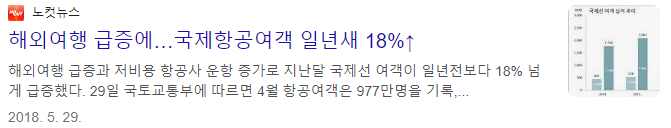 노컷뉴스
해외여행 급증에…국제항공여객 일년새 18%↑
해외여행 급증과 저비용 항공사 운항 증가로 지난달 국제선 여객이 일년전보다 18% 넘
게 급증했다. 29일 국토교통부에 따르면 4월 항공여객은 977만명을 기록,...
2018. 5. 29.
국제선 여객 실적 추이